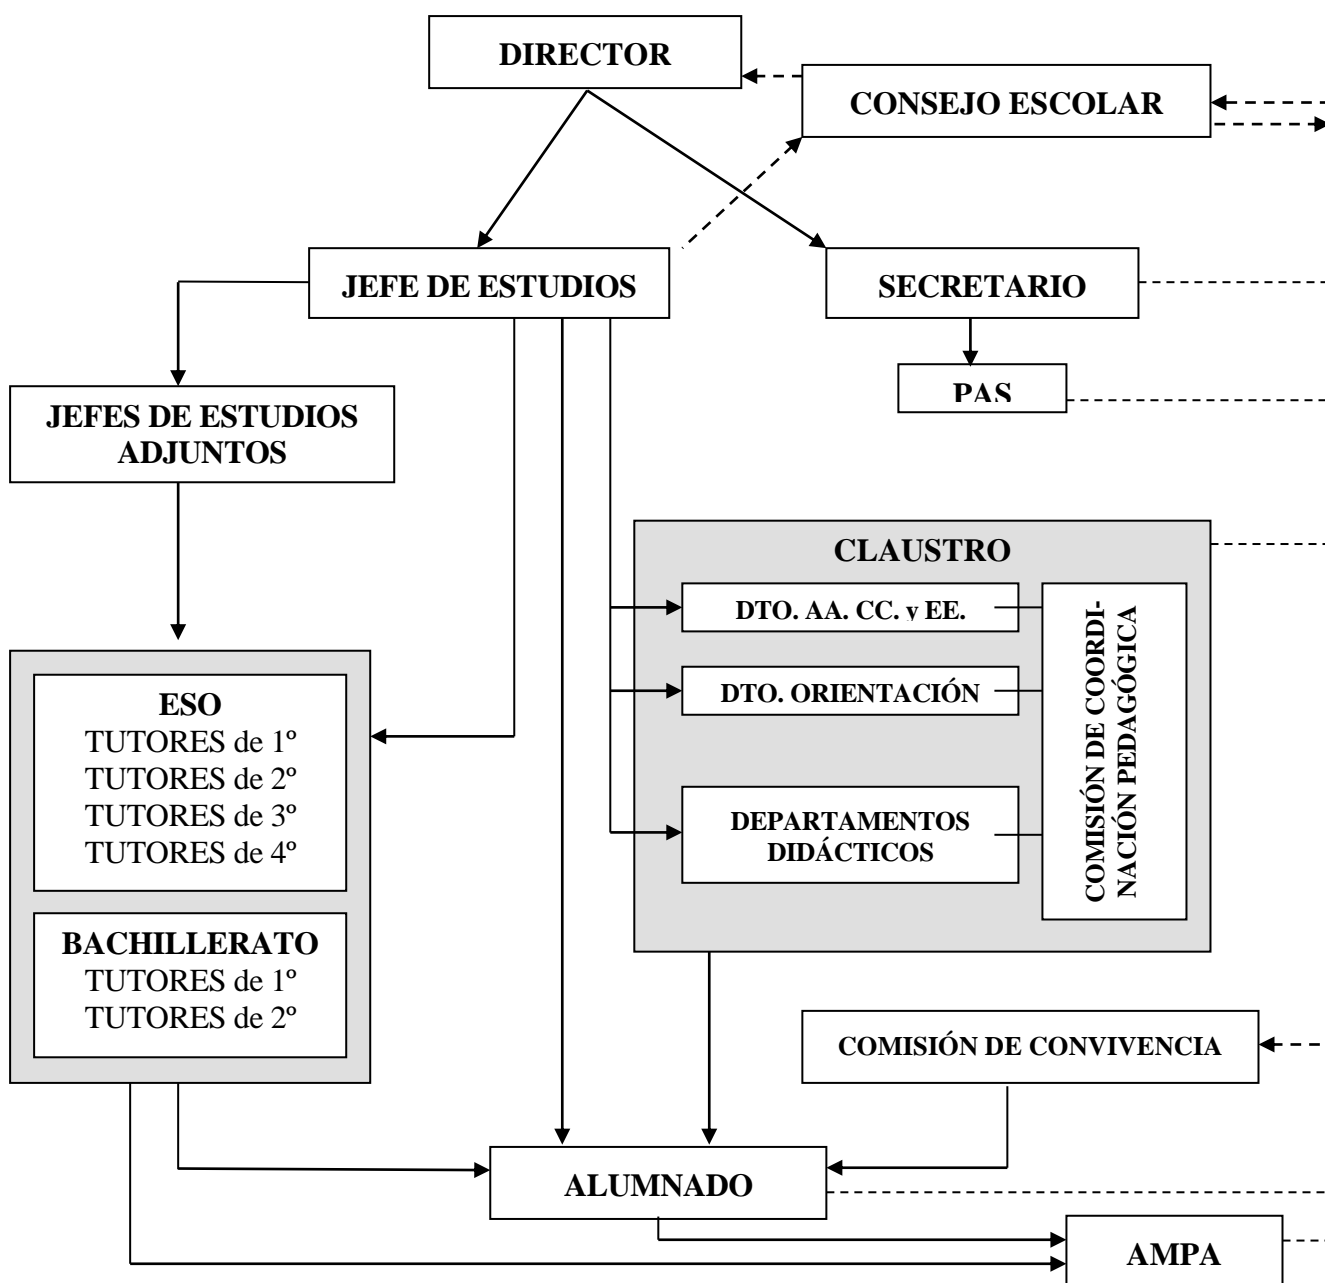 DIRECTOR
CONSEJO ESCOLAR
JEFE DE ESTUDIOS
SECRETARIO
PAS
JEFES DE ESTUDIOS
ADJUNTOS
CLAUSTRO
DTO. AA. CC. y EE.
DTO. ORIENTACIÓN
DEPARTAMENTOS
DIDÁCTICOS
COMISIÓN DE COORDI-
NACIÓN PEDAGÓGICA
ESO
TUTORES de 1º
TUTORES de 2º
TUTORES de 3º
TUTORES de 4º
BACHILLERATO
TUTORES de 1º
TUTORES de 2º
COMISIÓN DE CONVIVENCIA
ALUMNADO
AMPA